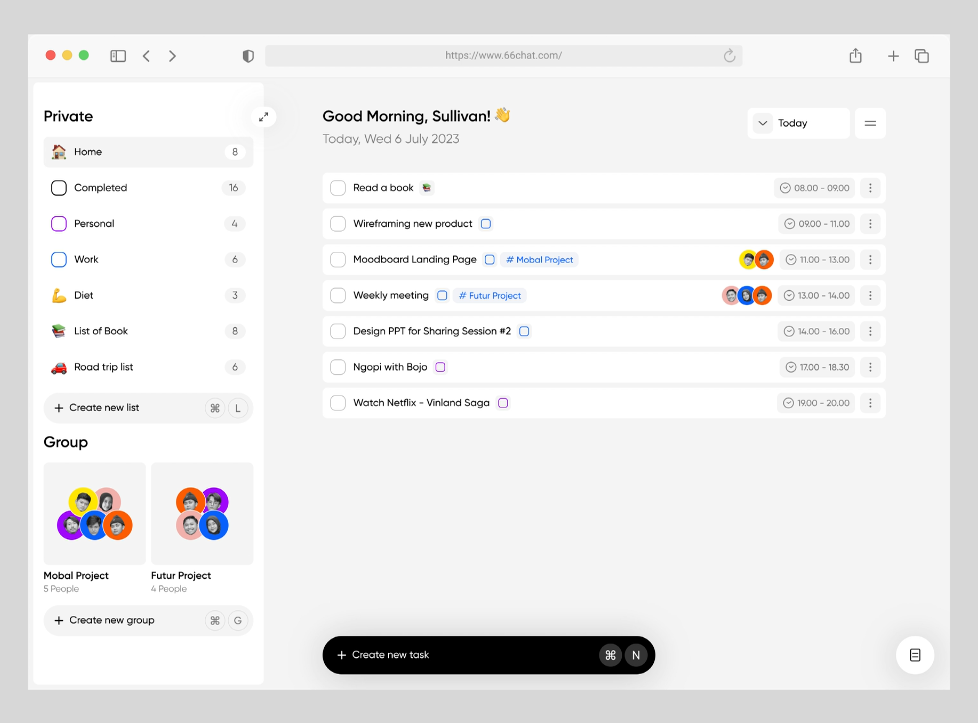 https://www.66chat.com/
Private
Home 8
Completed 16
Personal 4
Work 6
Diet 3
List of Book 8
Road trip list 6
+ Create new list ⌘ L
Group
Mobal Project
5 People
Futur Project
4 People
+ Create new group ⌘ G
Good Morning, Sullivan! 👋
Today, Wed 6 July 2023
Today
Read a book 08.00 - 09.00
Wireframing new product 09.00 - 11.00
Moodboard Landing Page # Mobal Project 11.00 - 13.00
Weekly meeting # Futur Project 13.00 - 14.00
Design PPT for Sharing Session #2 14.00 - 16.00
Ngopi with Bojo 17.00 - 18.30
Watch Netflix - Vinland Saga 19.00 - 20.00
+ Create new task ⌘ N